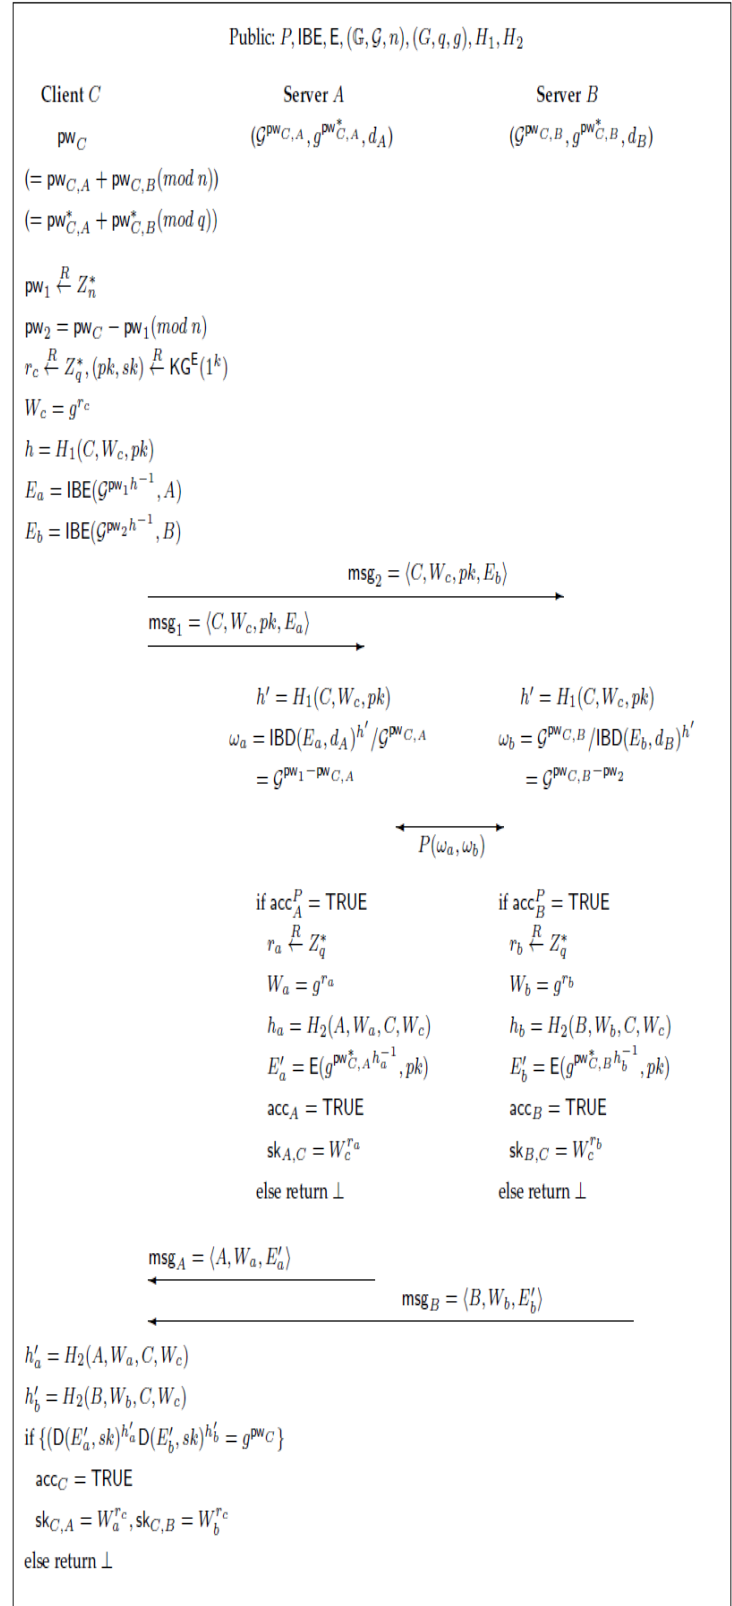 Public: P, IBE, E, (𝔾, 𝒢, n), (G, q, g), H₁, H₂
Client C Server A Server B
pw_C (𝒢^{pw_{C,A}}, g^{pw*_{C,A}}, d_A) (𝒢^{pw_{C,B}}, g^{pw*_{C,B}}, d_B)
(= pw_{C,A} + pw_{C,B}(mod n))
(= pw*_{C,A} + pw*_{C,B}(mod q))
pw₁ ←^R Z*_n
pw₂ = pw_C − pw₁(mod n)
r_c ←^R Z*_q, (pk, sk) ←^R KG^E(1^k)
W_c = g^{r_c}
h = H₁(C, W_c, pk)
E_a = IBE(𝒢^{pw₁h^{−1}}, A)
E_b = IBE(𝒢^{pw₂h^{−1}}, B)
msg₂ = ⟨C, W_c, pk, E_b⟩
msg₁ = ⟨C, W_c, pk, E_a⟩
h′ = H₁(C, W_c, pk) h′ = H₁(C, W_c, pk)
ω_a = IBD(E_a, d_A)^{h′}/𝒢^{pw_{C,A}} ω_b = 𝒢^{pw_{C,B}}/IBD(E_b, d_B)^{h′}
= 𝒢^{pw₁−pw_{C,A}} = 𝒢^{pw_{C,B}−pw₂}
P(ω_a, ω_b)
if acc^P_A = TRUE if acc^P_B = TRUE
r_a ←^R Z*_q r_b ←^R Z*_q
W_a = g^{r_a} W_b = g^{r_b}
h_a = H₂(A, W_a, C, W_c) h_b = H₂(B, W_b, C, W_c)
E′_a = E(g^{pw*_{C,A}h_a^{−1}}, pk) E′_b = E(g^{pw*_{C,B}h_b^{−1}}, pk)
acc_A = TRUE acc_B = TRUE
sk_{A,C} = W_c^{r_a} sk_{B,C} = W_c^{r_b}
else return ⊥ else return ⊥
msg_A = ⟨A, W_a, E′_a⟩
msg_B = ⟨B, W_b, E′_b⟩
h′_a = H₂(A, W_a, C, W_c)
h′_b = H₂(B, W_b, C, W_c)
if {(D(E′_a, sk)^{h′_a}D(E′_b, sk)^{h′_b} = g^{pw_C}}
acc_C = TRUE
sk_{C,A} = W_a^{r_c}, sk_{C,B} = W_b^{r_c}
else return ⊥